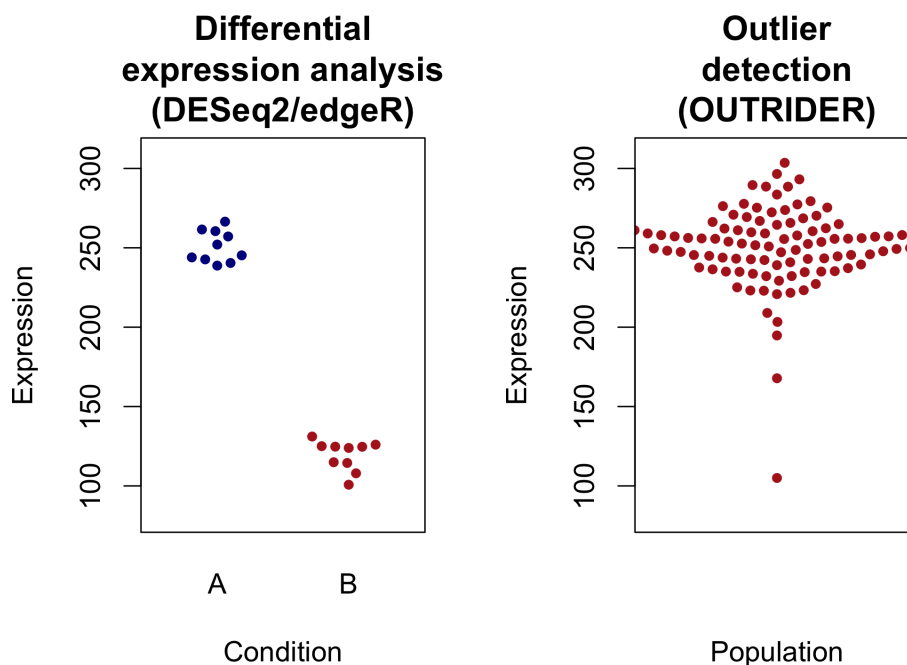 Differential
expression analysis
(DESeq2/edgeR)
Expression
300
250
200
150
100
A
B
Condition
Outlier
detection
(OUTRIDER)
Expression
300
250
200
150
100
Population